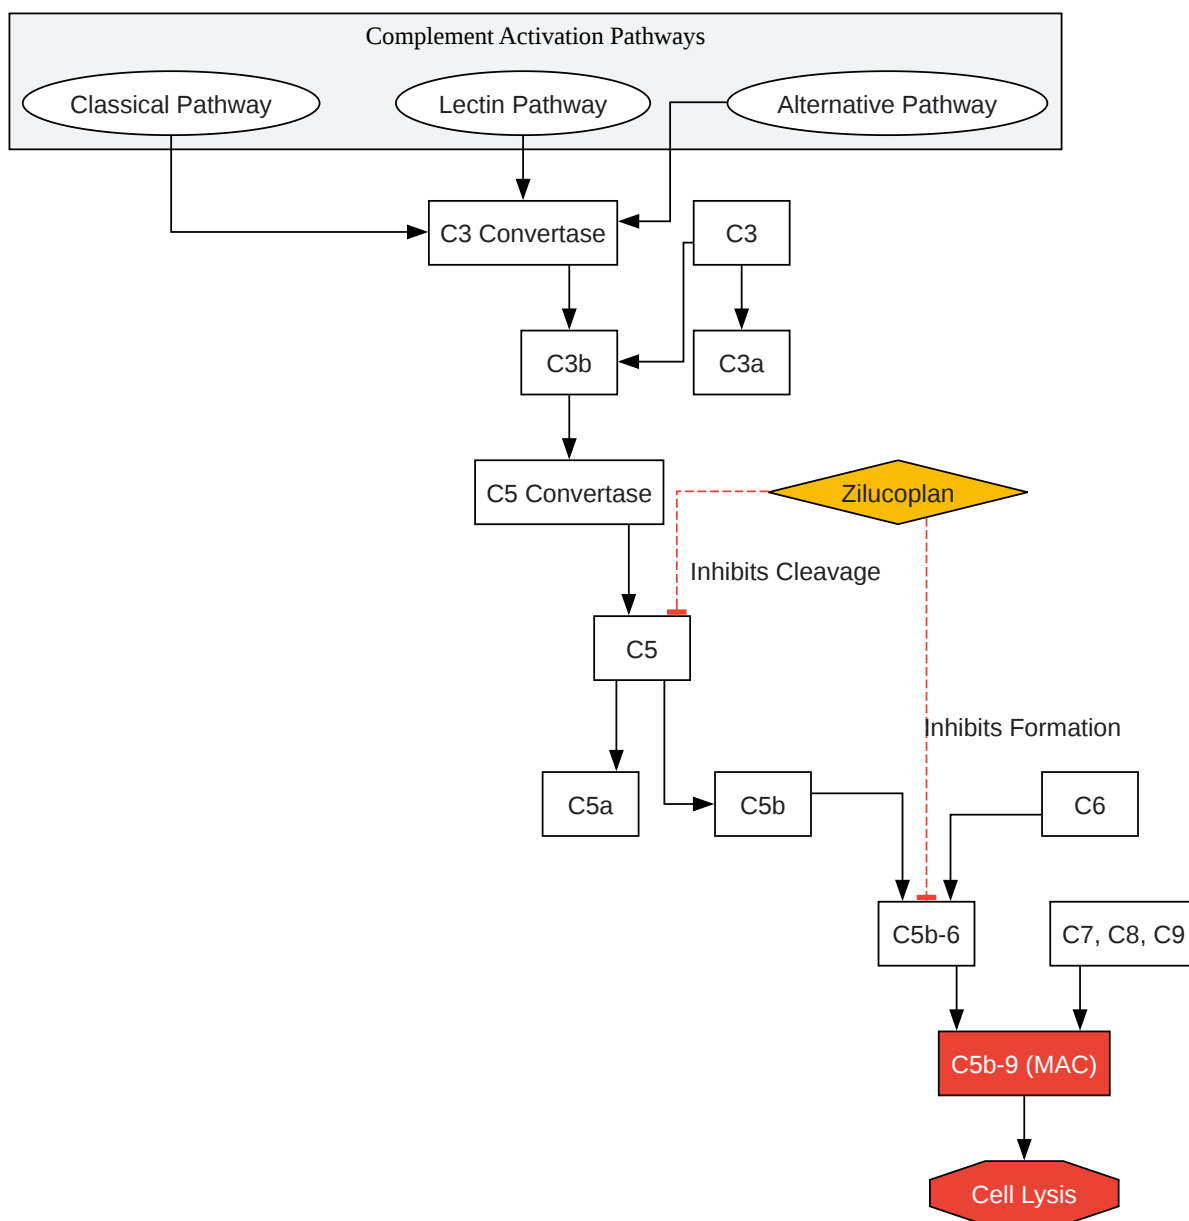 Complement Activation Pathways
Classical Pathway
Lectin Pathway
Alternative Pathway
C3 Convertase
C3
C3b
C3a
C5 Convertase
Zilucoplan
Inhibits Cleavage
C5
Inhibits Formation
C5a
C5b
C6
C5b-6
C7, C8, C9
C5b-9 (MAC)
Cell Lysis